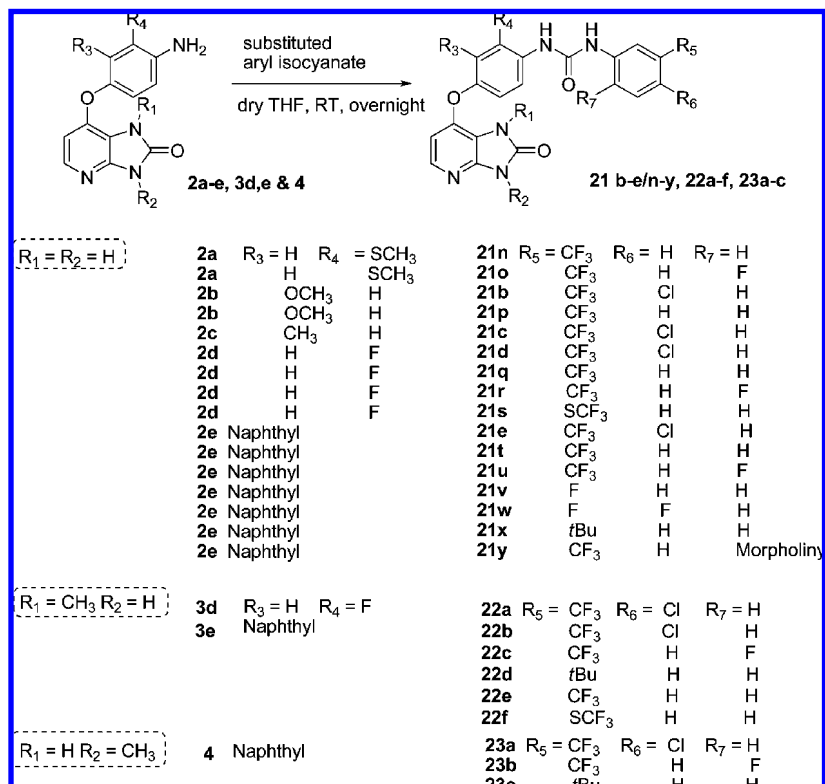 R4
R3
NH2
O
R1
N
O
N
N
R2
2a-e, 3d,e & 4
substituted
aryl isocyanate
dry THF, RT, overnight
R4
R3
H N
O
H N
R5
R6
R7
O
R1
N
O
N
N
R2
21 b-e/n-y, 22a-f, 23a-c
R1 = R2 = H
2a R3 = H R4 = SCH3 21n R5 = CF3 R6 = H R7 = H
2a H SCH3 21o CF3 H F
2b OCH3 H 21b CF3 Cl H
2b OCH3 H 21p CF3 H H
2c CH3 H 21c CF3 Cl H
2d H F 21d CF3 Cl H
2d H F 21q CF3 H H
2d H F 21r CF3 H F
2d H F 21s SCF3 H H
2e Naphthyl 21e CF3 Cl H
2e Naphthyl 21t CF3 H H
2e Naphthyl 21u CF3 H F
2e Naphthyl 21v F H H
2e Naphthyl 21w F F H
2e Naphthyl 21x tBu H H
2e Naphthyl 21y CF3 H Morpholiny
R1 = CH3 R2 = H
3d R3 = H R4 = F 22a R5 = CF3 R6 = Cl R7 = H
3e Naphthyl 22b CF3 Cl H
22c CF3 H F
22d tBu H H
22e CF3 H H
22f SCF3 H H
R1 = H R2 = CH3
4 Naphthyl 23a R5 = CF3 R6 = Cl R7 = H
23b CF3 H F
23c tBu H H